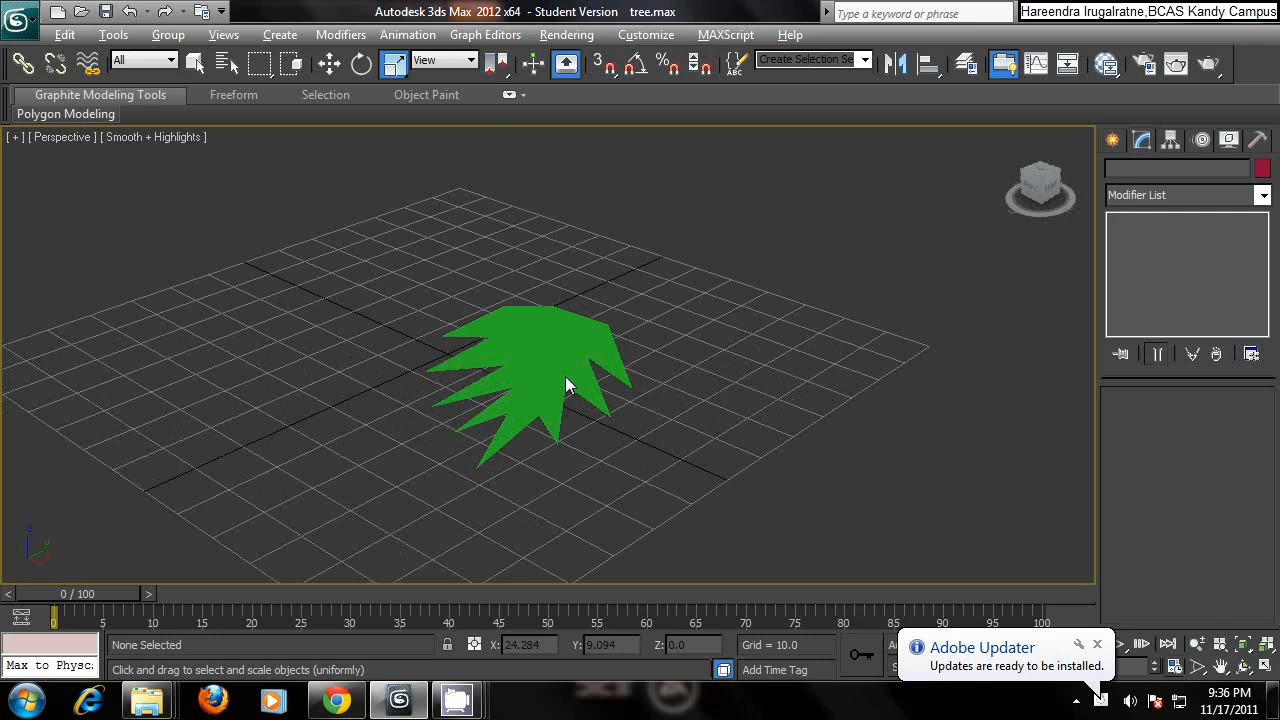 Autodesk 3ds Max 2012 x64 - Student Version tree.max
Type a keyword or phrase
Hareendra Irugalratne,BCAS Kandy Campus
Edit Tools Group Views Create Modifiers Animation Graph Editors Rendering Customize MAXScript Help
All
View
3
Create Selection Se
Graphite Modeling Tools Freeform Selection Object Paint
Polygon Modeling
[ + ] [ Perspective ] [ Smooth + Highlights ]
Modifier List
< 0 / 100 >
0 5 10 15 20 25 30 35 40 45 50 55 60 65 70 75 80 85 90 95 100
None Selected
X: 24.284 Y: 9.094 Z: 0.0
Grid = 10.0
Max to Physc:
Click and drag to select and scale objects (uniformly)
Add Time Tag
Adobe Updater
Updates are ready to be installed.
9:36 PM
11/17/2011